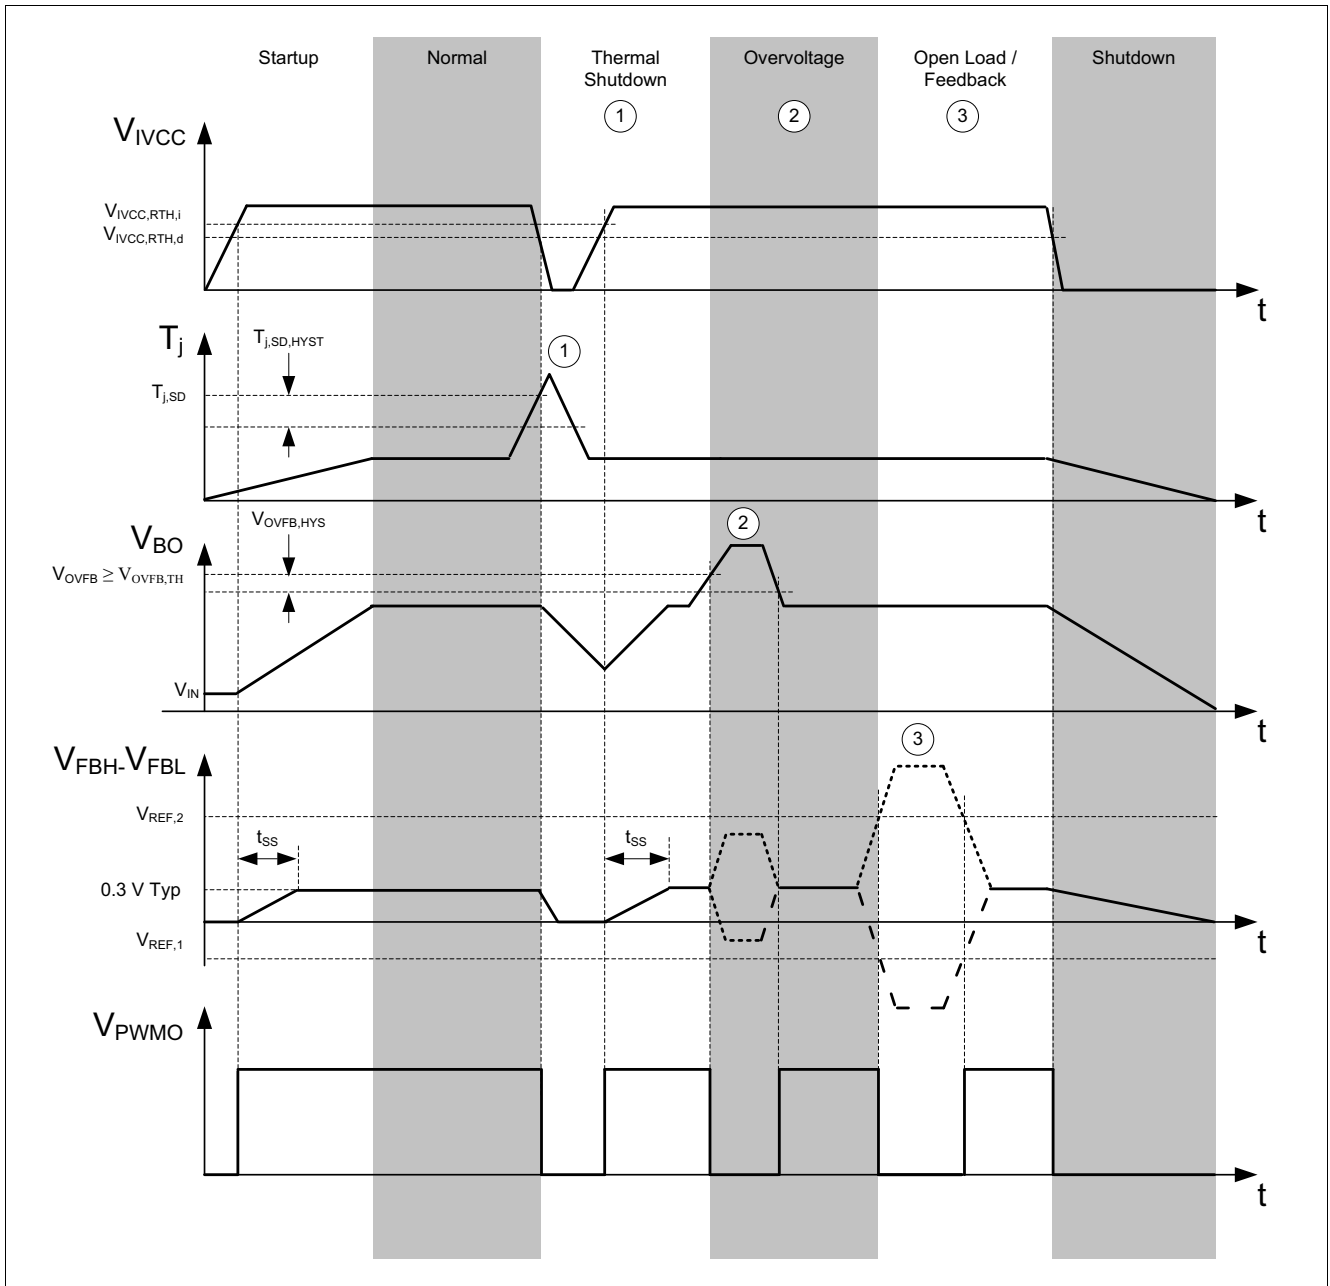 Startup
Normal
Thermal
Shutdown
Overvoltage
Open Load /
Feedback
Shutdown
1
2
3
VIVCC
VIVCC,RTH,i
VIVCC,RTH,d
t
Tj
Tj,SD,HYST
1
Tj,SD
t
VOVFB,HYS
2
VBO
VOVFB ≥ VOVFB,TH
VIN
t
3
VFBH-VFBL
VREF,2
tSS
tSS
0.3 V Typ
VREF,1
t
VPWMO
t